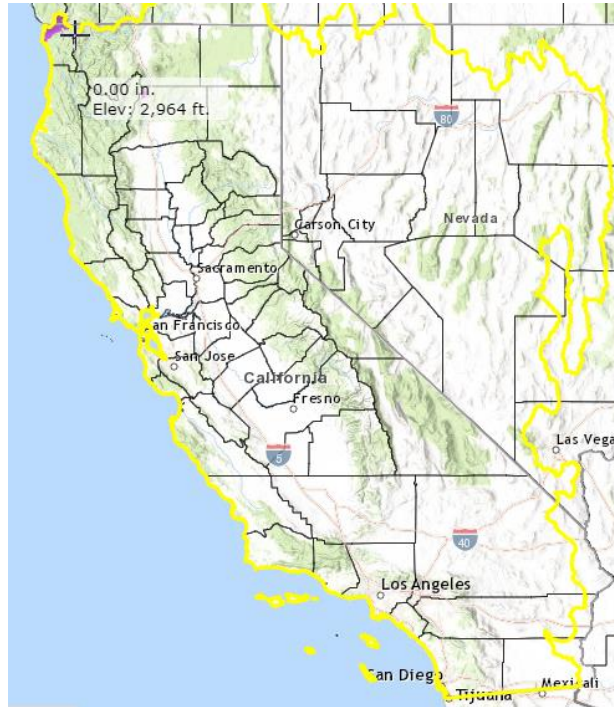 0.00 in.
Elev: 2,964 ft.
80
Nevada
Carson City
Sacramento
an Francisco
San Jose
California
Fresno
Las Vega
5
40
Los Angeles
San Diego
Tijuana
Mexicali